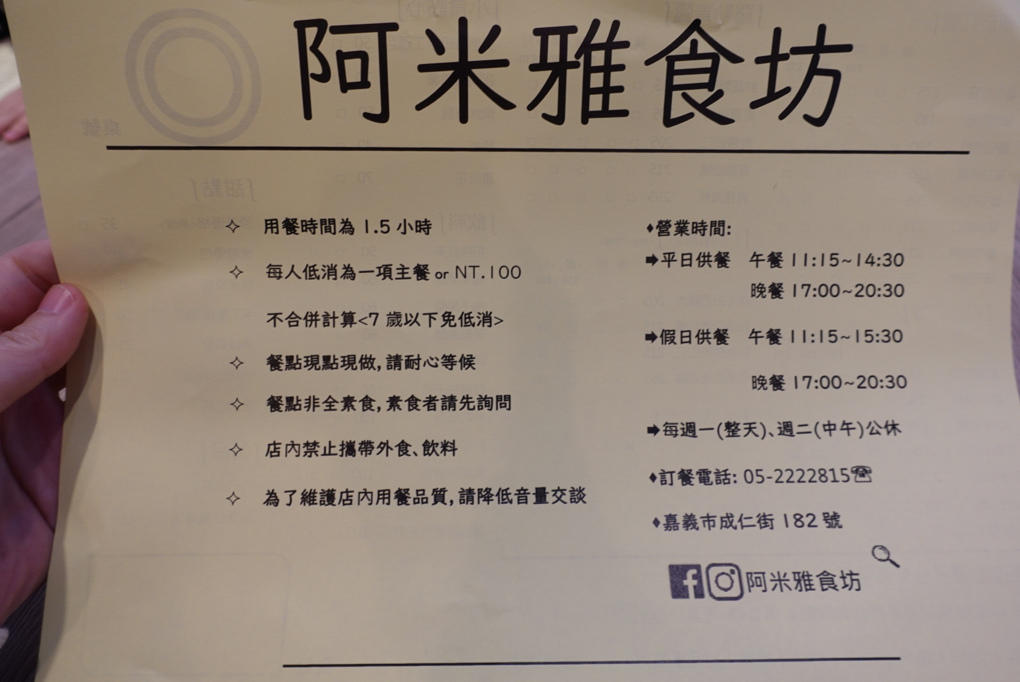 阿米雅食坊
✧ 用餐時間為 1.5 小時
✧ 每人低消為一項主餐 or NT.100
不合併計算<7 歲以下免低消>
✧ 餐點現點現做,請耐心等候
✧ 餐點非全素食,素食者請先詢問
✧ 店內禁止攜帶外食、飲料
✧ 為了維護店內用餐品質,請降低音量交談
♦營業時間:
➡平日供餐 午餐 11:15~14:30
晚餐 17:00~20:30
➡假日供餐 午餐 11:15~15:30
晚餐 17:00~20:30
➡每週一(整天)、週二(中午)公休
♦訂餐電話: 05-2222815☎
♦嘉義市成仁街 182 號
阿米雅食坊